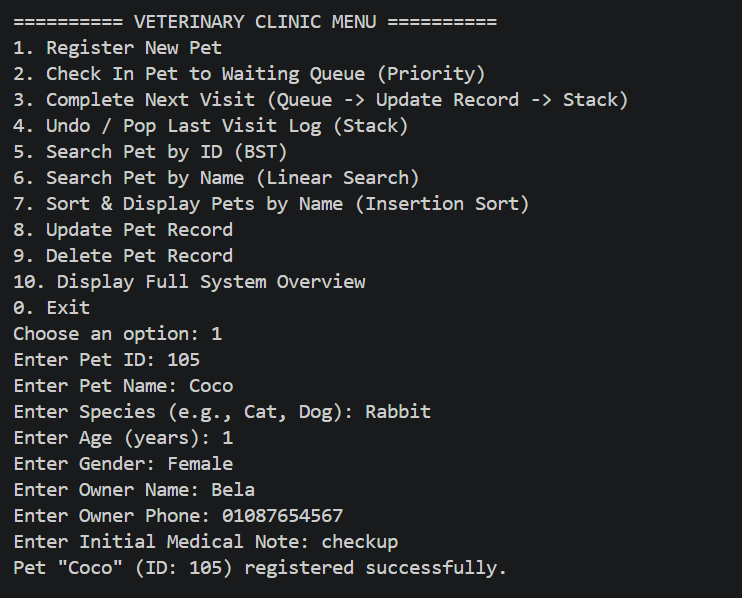 ========== VETERINARY CLINIC MENU ==========
1. Register New Pet
2. Check In Pet to Waiting Queue (Priority)
3. Complete Next Visit (Queue -> Update Record -> Stack)
4. Undo / Pop Last Visit Log (Stack)
5. Search Pet by ID (BST)
6. Search Pet by Name (Linear Search)
7. Sort & Display Pets by Name (Insertion Sort)
8. Update Pet Record
9. Delete Pet Record
10. Display Full System Overview
0. Exit
Choose an option: 1
Enter Pet ID: 105
Enter Pet Name: Coco
Enter Species (e.g., Cat, Dog): Rabbit
Enter Age (years): 1
Enter Gender: Female
Enter Owner Name: Bela
Enter Owner Phone: 01087654567
Enter Initial Medical Note: checkup
Pet "Coco" (ID: 105) registered successfully.